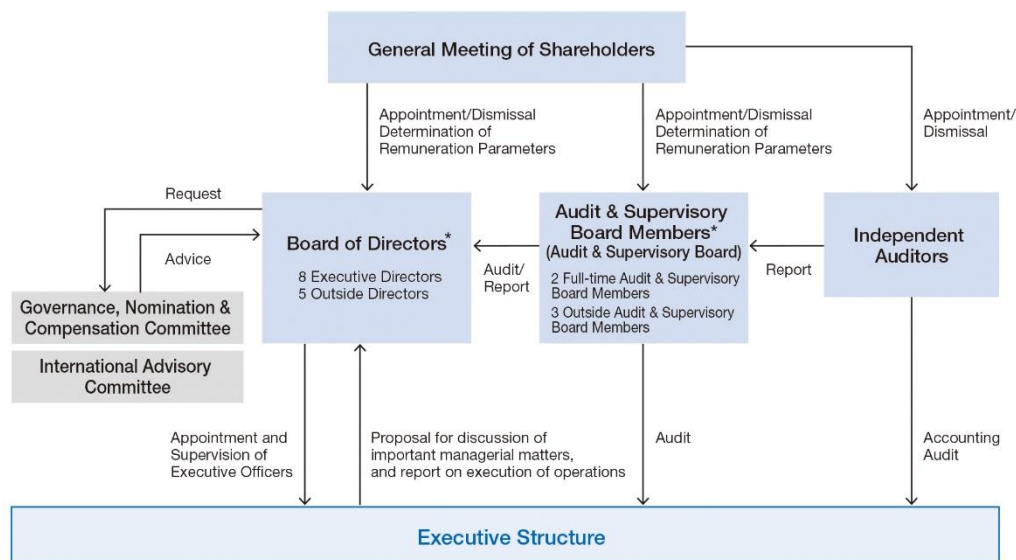 General Meeting of Shareholders
Appointment/Dismissal
Determination of
Remuneration Parameters
Appointment/Dismissal
Determination of
Remuneration Parameters
Appointment/
Dismissal
Request
Advice
Board of Directors*
8 Executive Directors
5 Outside Directors
Audit/
Report
Audit & Supervisory
Board Members*
(Audit & Supervisory Board)
2 Full-time Audit & Supervisory
Board Members
3 Outside Audit & Supervisory
Board Members
Report
Independent
Auditors
Governance, Nomination &
Compensation Committee
International Advisory
Committee
Appointment and
Supervision of
Executive Officers
Proposal for discussion of
important managerial matters,
and report on execution of operations
Audit
Accounting
Audit
Executive Structure